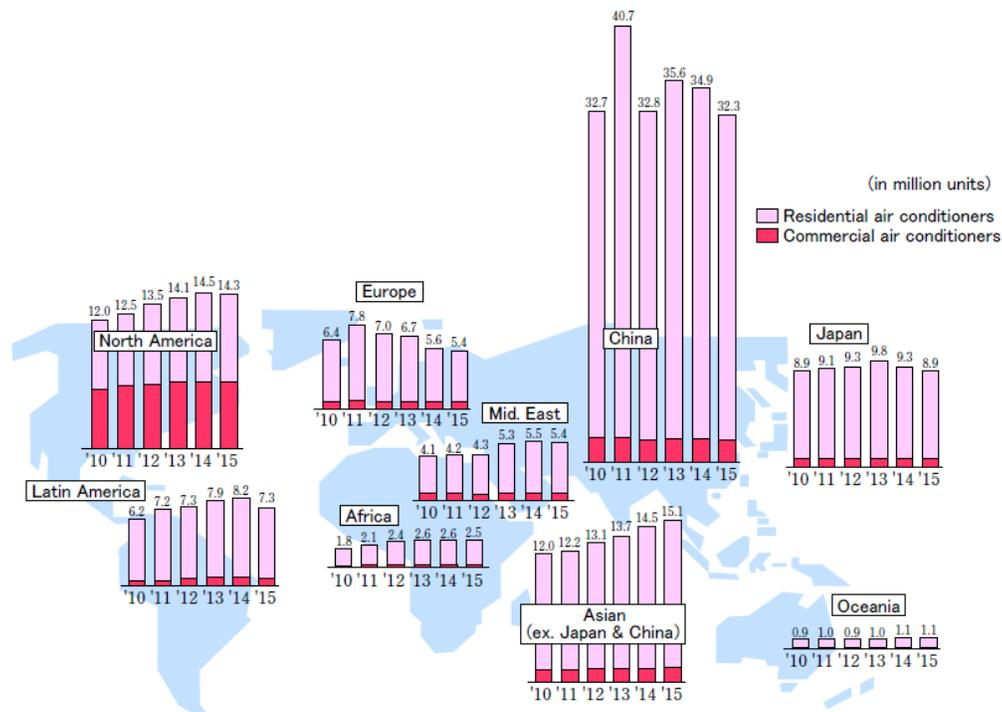 (in million units)
Residential air conditioners
Commercial air conditioners
North America
12.0 12.5 13.5 14.1 14.5 14.3
'10 '11 '12 '13 '14 '15
Latin America
6.2 7.2 7.3 7.9 8.2 7.3
'10 '11 '12 '13 '14 '15
Europe
6.4 7.8 7.0 6.7 5.6 5.4
'10 '11 '12 '13 '14 '15
Mid. East
4.1 4.2 4.3 5.3 5.5 5.4
'10 '11 '12 '13 '14 '15
Africa
1.8 2.1 2.4 2.6 2.6 2.5
'10 '11 '12 '13 '14 '15
China
32.7 40.7 32.8 35.6 34.9 32.3
'10 '11 '12 '13 '14 '15
Asian
(ex. Japan & China)
12.0 12.2 13.1 13.7 14.5 15.1
'10 '11 '12 '13 '14 '15
Japan
8.9 9.1 9.3 9.8 9.3 8.9
'10 '11 '12 '13 '14 '15
Oceania
0.9 1.0 0.9 1.0 1.1 1.1
'10 '11 '12 '13 '14 '15